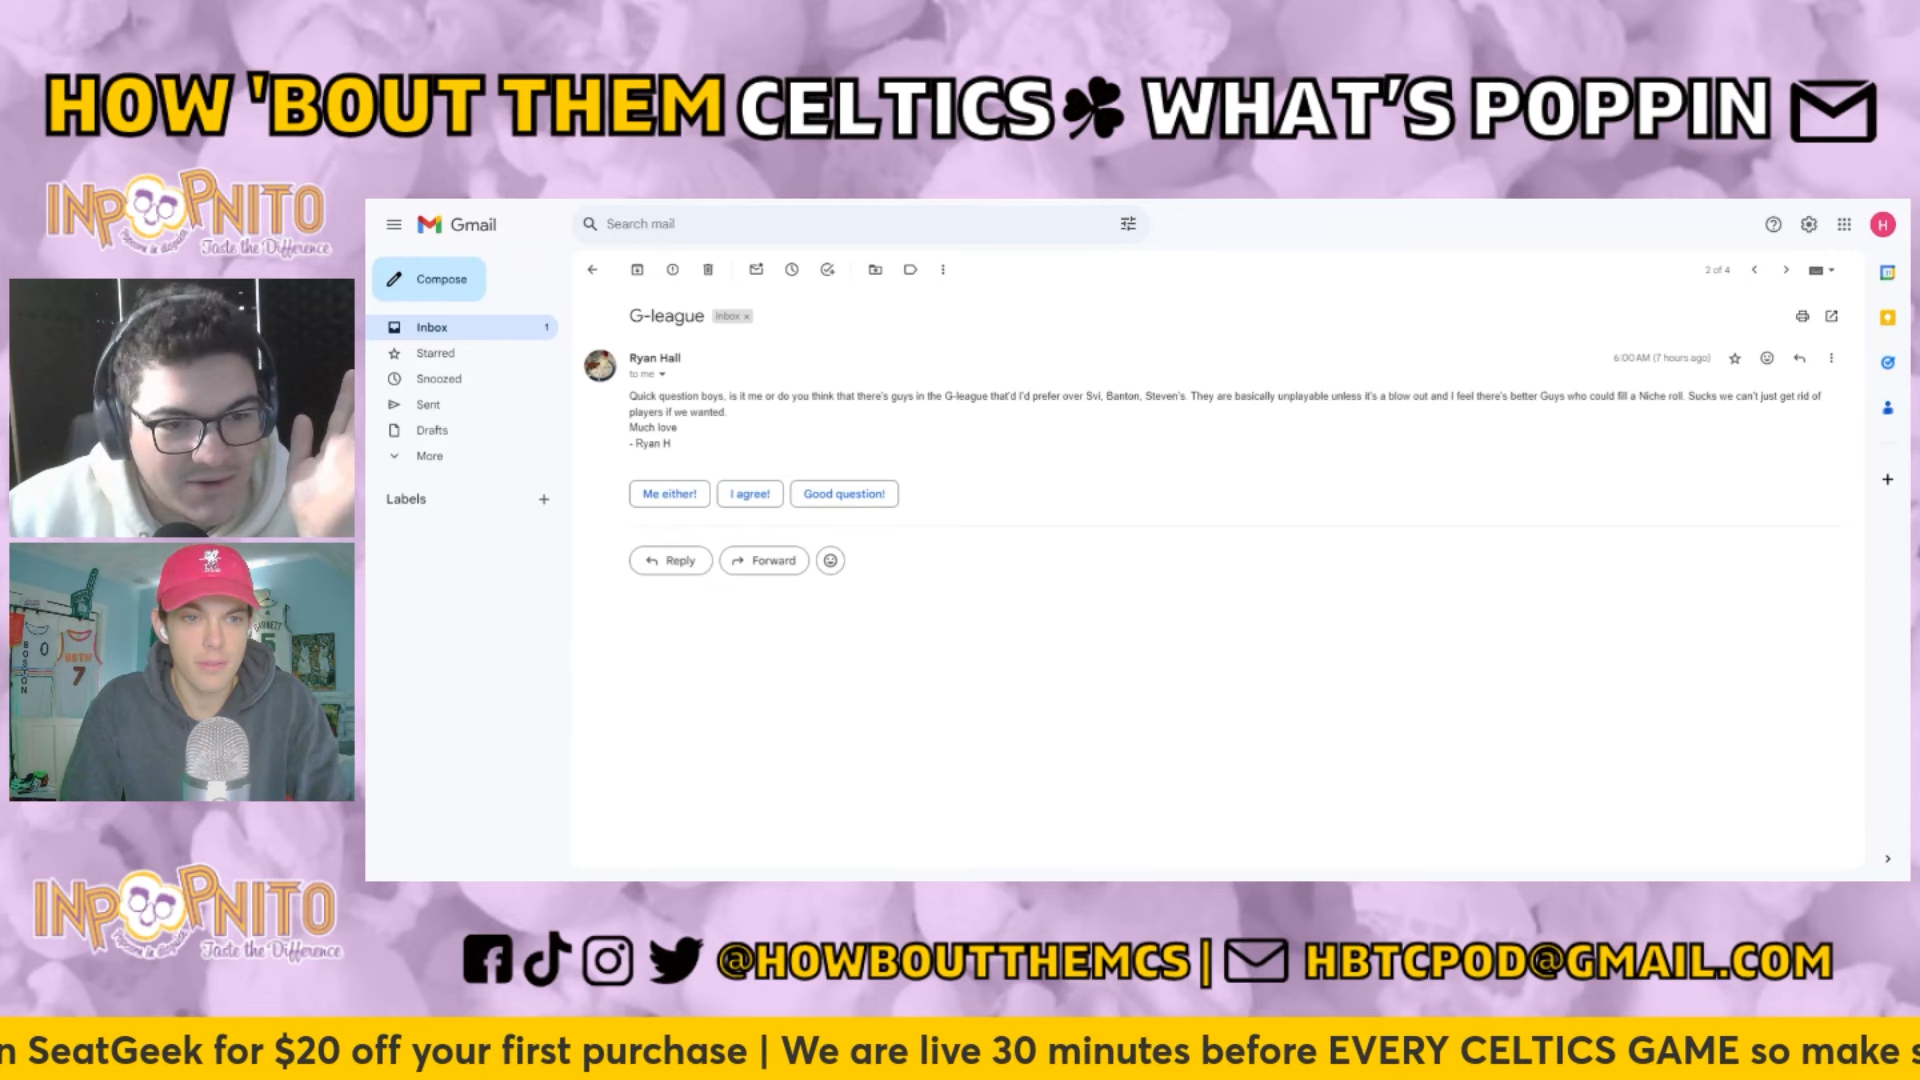 HOW 'BOUT THEM CELTICS WHAT'S POPPIN
INPOPNITO
Taste the Difference
Gmail
Search mail
H
Compose
2 of 4
Inbox 1
G-league Inbox x
Starred
Ryan Hall
6:00 AM (7 hours ago)
to me
Snoozed
Quick question boys, is it me or do you think that there's guys in the G-league that'd I'd prefer over Svi, Banton, Steven's. They are basically unplayable unless it's a blow out and I feel there's better Guys who could fill a Niche roll. Sucks we can't just get rid of
players if we wanted.
Sent
Much love
Drafts
- Ryan H
More
Labels
Me either! I agree! Good question!
Reply Forward
BOSTON
0
BSTN
7
GARNETT
5
INPOPNITO
Taste the Difference
@HOWBOUTTHEMCS | HBTCPOD@GMAIL.COM
n SeatGeek for $20 off your first purchase | We are live 30 minutes before EVERY CELTICS GAME so make s